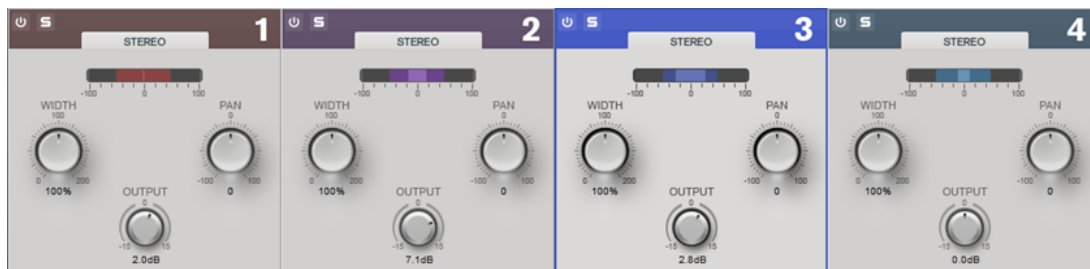 S 1 S 2 S 3 S 4
STEREO STEREO STEREO STEREO
-100 0 100 -100 0 100 -100 0 100 -100 0 100
WIDTH PAN WIDTH PAN WIDTH PAN WIDTH PAN
100 0 100 0 100 0 100 0
0 200 -100 100 0 200 -100 100 0 200 -100 100 0 200 -100 100
100% 0 100% 0 100% 0 100% 0
OUTPUT OUTPUT OUTPUT OUTPUT
0 0 0 0
-15 15 -15 15 -15 15 -15 15
2.0dB 7.1dB 2.8dB 0.0dB